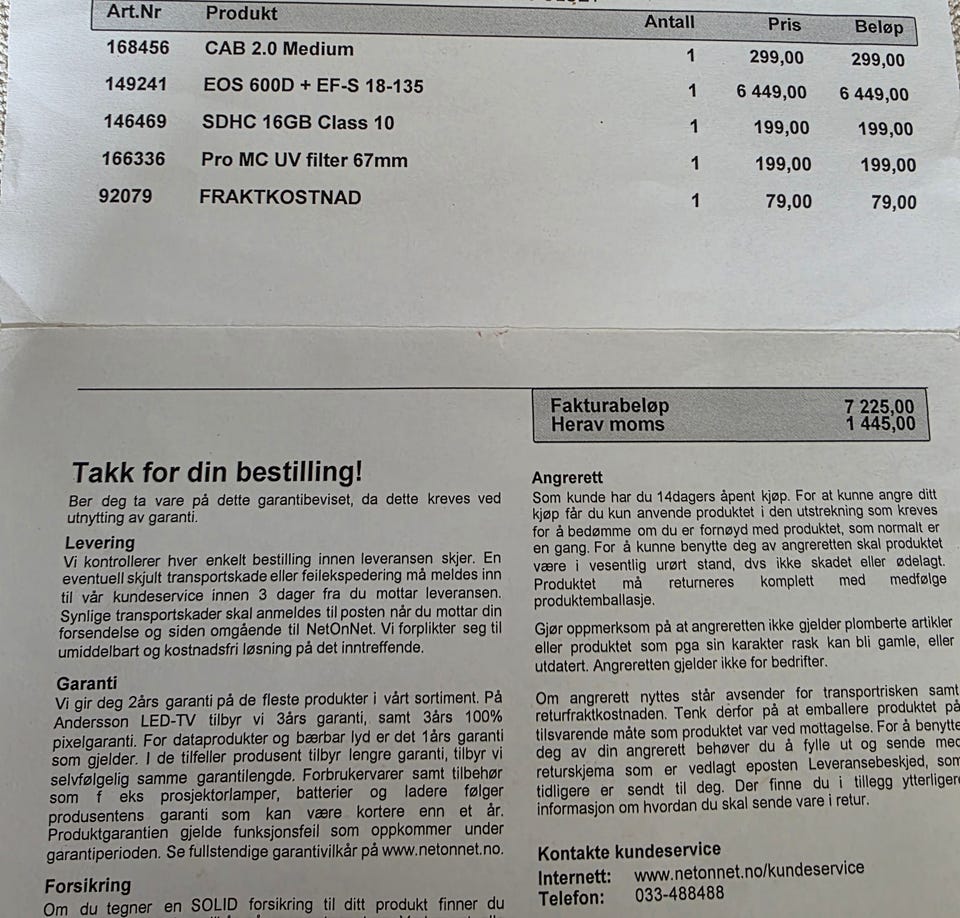 Art.Nr Produkt Antall Pris Beløp
168456 CAB 2.0 Medium 1 299,00 299,00
149241 EOS 600D + EF-S 18-135 1 6 449,00 6 449,00
146469 SDHC 16GB Class 10 1 199,00 199,00
166336 Pro MC UV filter 67mm 1 199,00 199,00
92079 FRAKTKOSTNAD 1 79,00 79,00
Fakturabeløp 7 225,00
Herav moms 1 445,00
Takk for din bestilling!
Ber deg ta vare på dette garantibeviset, da dette kreves ved
utnytting av garanti.
Levering
Vi kontrollerer hver enkelt bestilling innen leveransen skjer. En
eventuell skjult transportskade eller feilekspedering må meldes inn
til vår kundeservice innen 3 dager fra du mottar leveransen.
Synlige transportskader skal anmeldes til posten når du mottar din
forsendelse og siden omgående til NetOnNet. Vi forplikter seg til
umiddelbart og kostnadsfri løsning på det inntreffende.
Garanti
Vi gir deg 2års garanti på de fleste produkter i vårt sortiment. På
Andersson LED-TV tilbyr vi 3års garanti, samt 3års 100%
pixelgaranti. For dataprodukter og bærbar lyd er det 1års garanti
som gjelder. I de tilfeller produsent tilbyr lengre garanti, tilbyr vi
selvfølgelig samme garantilengde. Forbrukervarer samt tilbehør
som f eks prosjektorlamper, batterier og ladere følger
produsentens garanti som kan være kortere enn et år.
Produktgarantien gjelde funksjonsfeil som oppkommer under
garantiperioden. Se fullstendige garantivilkår på www.netonnet.no.
Forsikring
Om du tegner en SOLID forsikring til ditt produkt finner du
Angrerett
Som kunde har du 14dagers åpent kjøp. For at kunne angre ditt
kjøp får du kun anvende produktet i den utstrekning som kreves
for å bedømme om du er fornøyd med produktet, som normalt er
en gang. For å kunne benytte deg av angreretten skal produktet
være i vesentlig urørt stand, dvs ikke skadet eller ødelagt.
Produktet må returneres komplett med medfølge
produktemballasje.
Gjør oppmerksom på at angreretten ikke gjelder plomberte artikler
eller produktet som pga sin karakter rask kan bli gamle, eller
utdatert. Angreretten gjelder ikke for bedrifter.
Om angrerett nyttes står avsender for transportrisken samt
returfraktkostnaden. Tenk derfor på at emballere produktet på
tilsvarende måte som produktet var ved mottagelse. For å benytte
deg av din angrerett behøver du å fylle ut og sende med
returskjema som er vedlagt eposten Leveransebeskjed, som
tidligere er sendt til deg. Der finne du i tillegg ytterligere
informasjon om hvordan du skal sende vare i retur.
Kontakte kundeservice
Internett: www.netonnet.no/kundeservice
Telefon: 033-488488